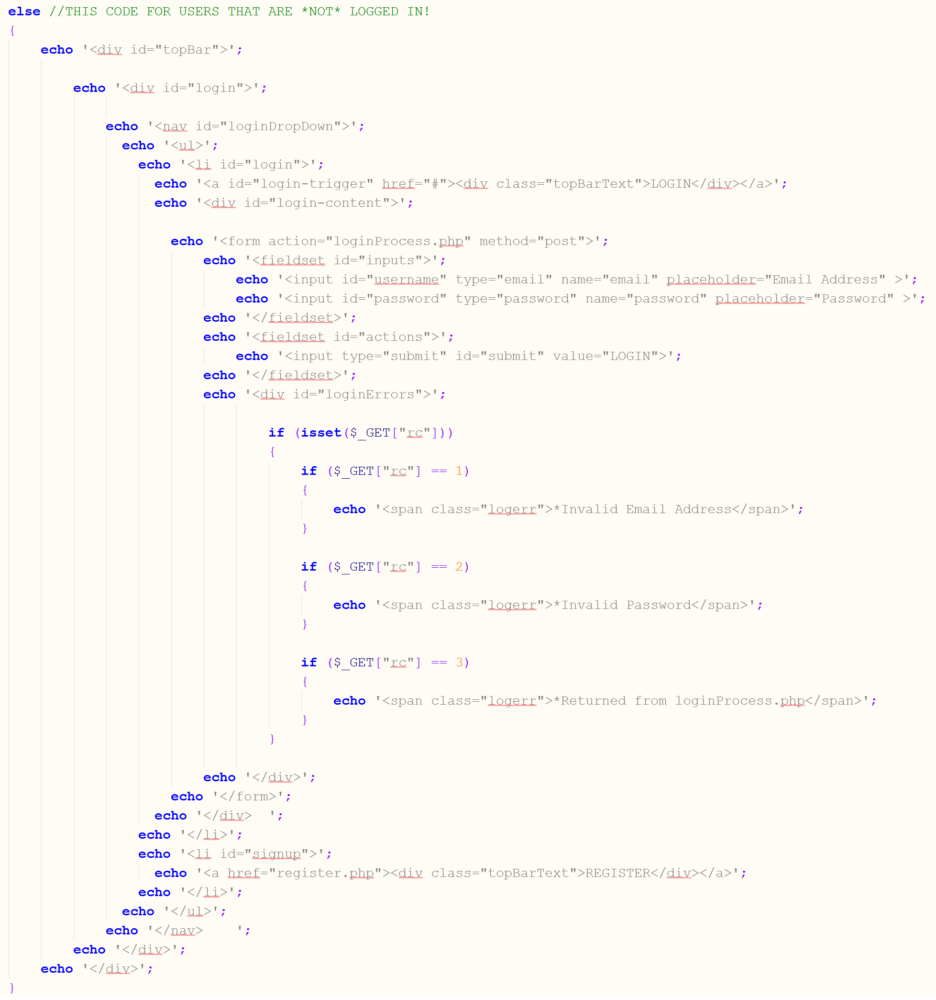 else //THIS CODE FOR USERS THAT ARE *NOT* LOGGED IN!
{
    echo '<div id="topBar">';

        echo '<div id="login">';

            echo '<nav id="loginDropDown">';
              echo '<ul>';
                echo '<li id="login">';
                  echo '<a id="login-trigger" href="#"><div class="topBarText">LOGIN</div></a>';
                  echo '<div id="login-content">';

                    echo '<form action="loginProcess.php" method="post">';
                        echo '<fieldset id="inputs">';
                            echo '<input id="username" type="email" name="email" placeholder="Email Address" >';
                            echo '<input id="password" type="password" name="password" placeholder="Password" >';
                        echo '</fieldset>';
                        echo '<fieldset id="actions">';
                            echo '<input type="submit" id="submit" value="LOGIN">';
                        echo '</fieldset>';
                        echo '<div id="loginErrors">';

                                if (isset($_GET["rc"]))
                                {
                                    if ($_GET["rc"] == 1)
                                    {
                                        echo '<span class="logerr">*Invalid Email Address</span>';
                                    }

                                    if ($_GET["rc"] == 2)
                                    {
                                        echo '<span class="logerr">*Invalid Password</span>';
                                    }

                                    if ($_GET["rc"] == 3)
                                    {
                                        echo '<span class="logerr">*Returned from loginProcess.php</span>';
                                    }
                                }

                        echo '</div>';
                    echo '</form>';
                  echo '</div>  ';
                echo '</li>';
                echo '<li id="signup">';
                  echo '<a href="register.php"><div class="topBarText">REGISTER</div></a>';
                echo '</li>';
              echo '</ul>';
            echo '</nav>    ';
        echo '</div>';
    echo '</div>';
}